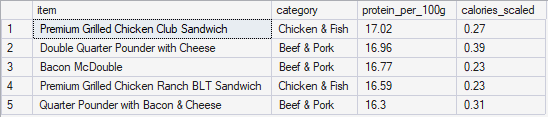 item category protein_per_100g calories_scaled
1 Premium Grilled Chicken Club Sandwich Chicken & Fish 17.02 0.27
2 Double Quarter Pounder with Cheese Beef & Pork 16.96 0.39
3 Bacon McDouble Beef & Pork 16.77 0.23
4 Premium Grilled Chicken Ranch BLT Sandwich Chicken & Fish 16.59 0.23
5 Quarter Pounder with Bacon & Cheese Beef & Pork 16.3 0.31